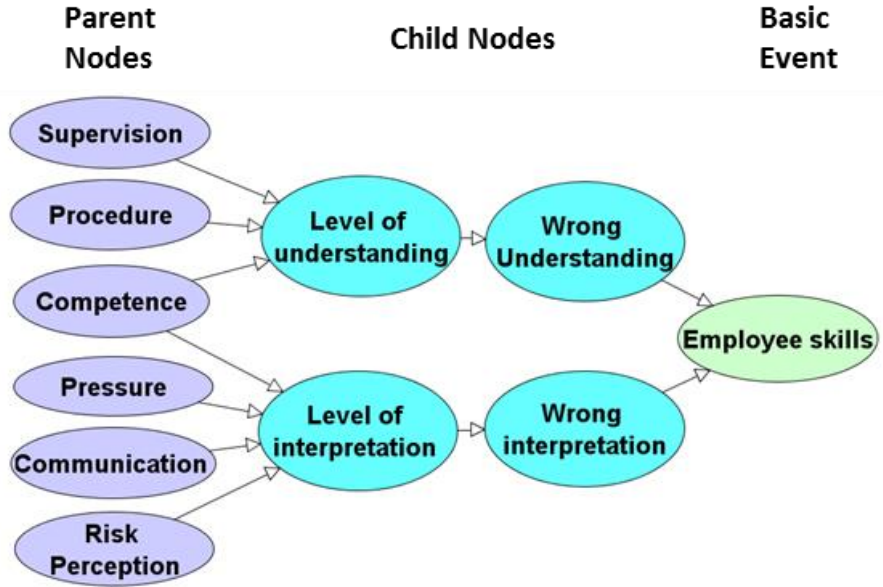 Parent
Nodes
Child Nodes
Basic
Event
Supervision
Procedure
Competence
Pressure
Communication
Risk
Perception
Level of
understanding
Wrong
Understanding
Level of
interpretation
Wrong
interpretation
Employee skills